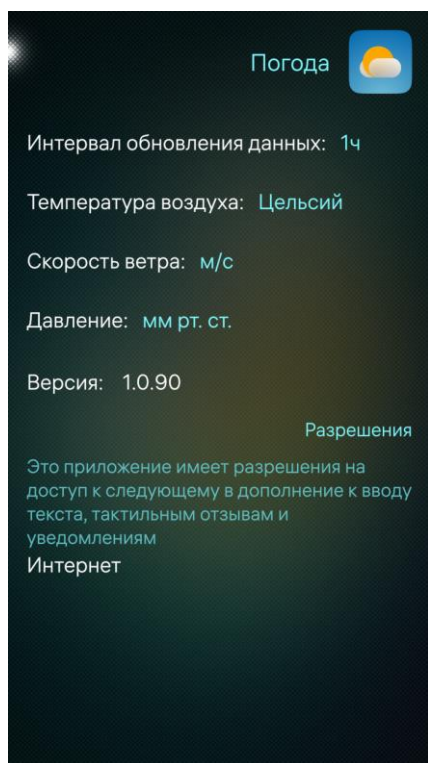 Погода
Интервал обновления данных: 1ч
Температура воздуха: Цельсий
Скорость ветра: м/с
Давление: мм рт. ст.
Версия: 1.0.90
Разрешения
Это приложение имеет разрешения на
доступ к следующему в дополнение к вводу
текста, тактильным отзывам и
уведомлениям
Интернет